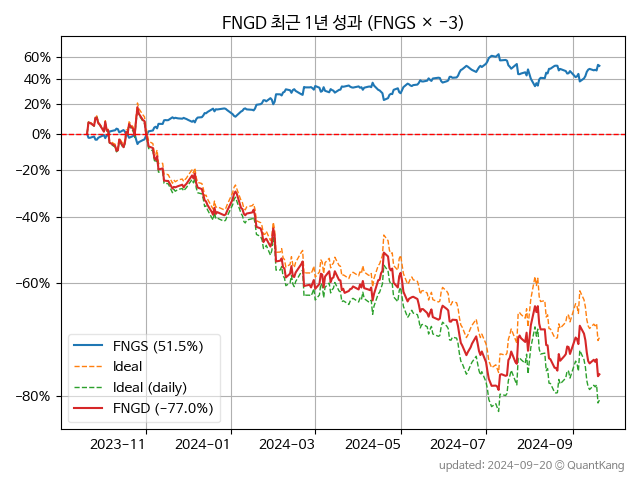 FNGD 최근 1년 성과 (FNGS × −3)
60%
40%
20%
0%
−20%
−40%
−60%
−80%
FNGS (51.5%)
Ideal
Ideal (daily)
FNGD (−77.0%)
2023-11
2024-01
2024-03
2024-05
2024-07
2024-09
updated: 2024-09-20 © QuantKang